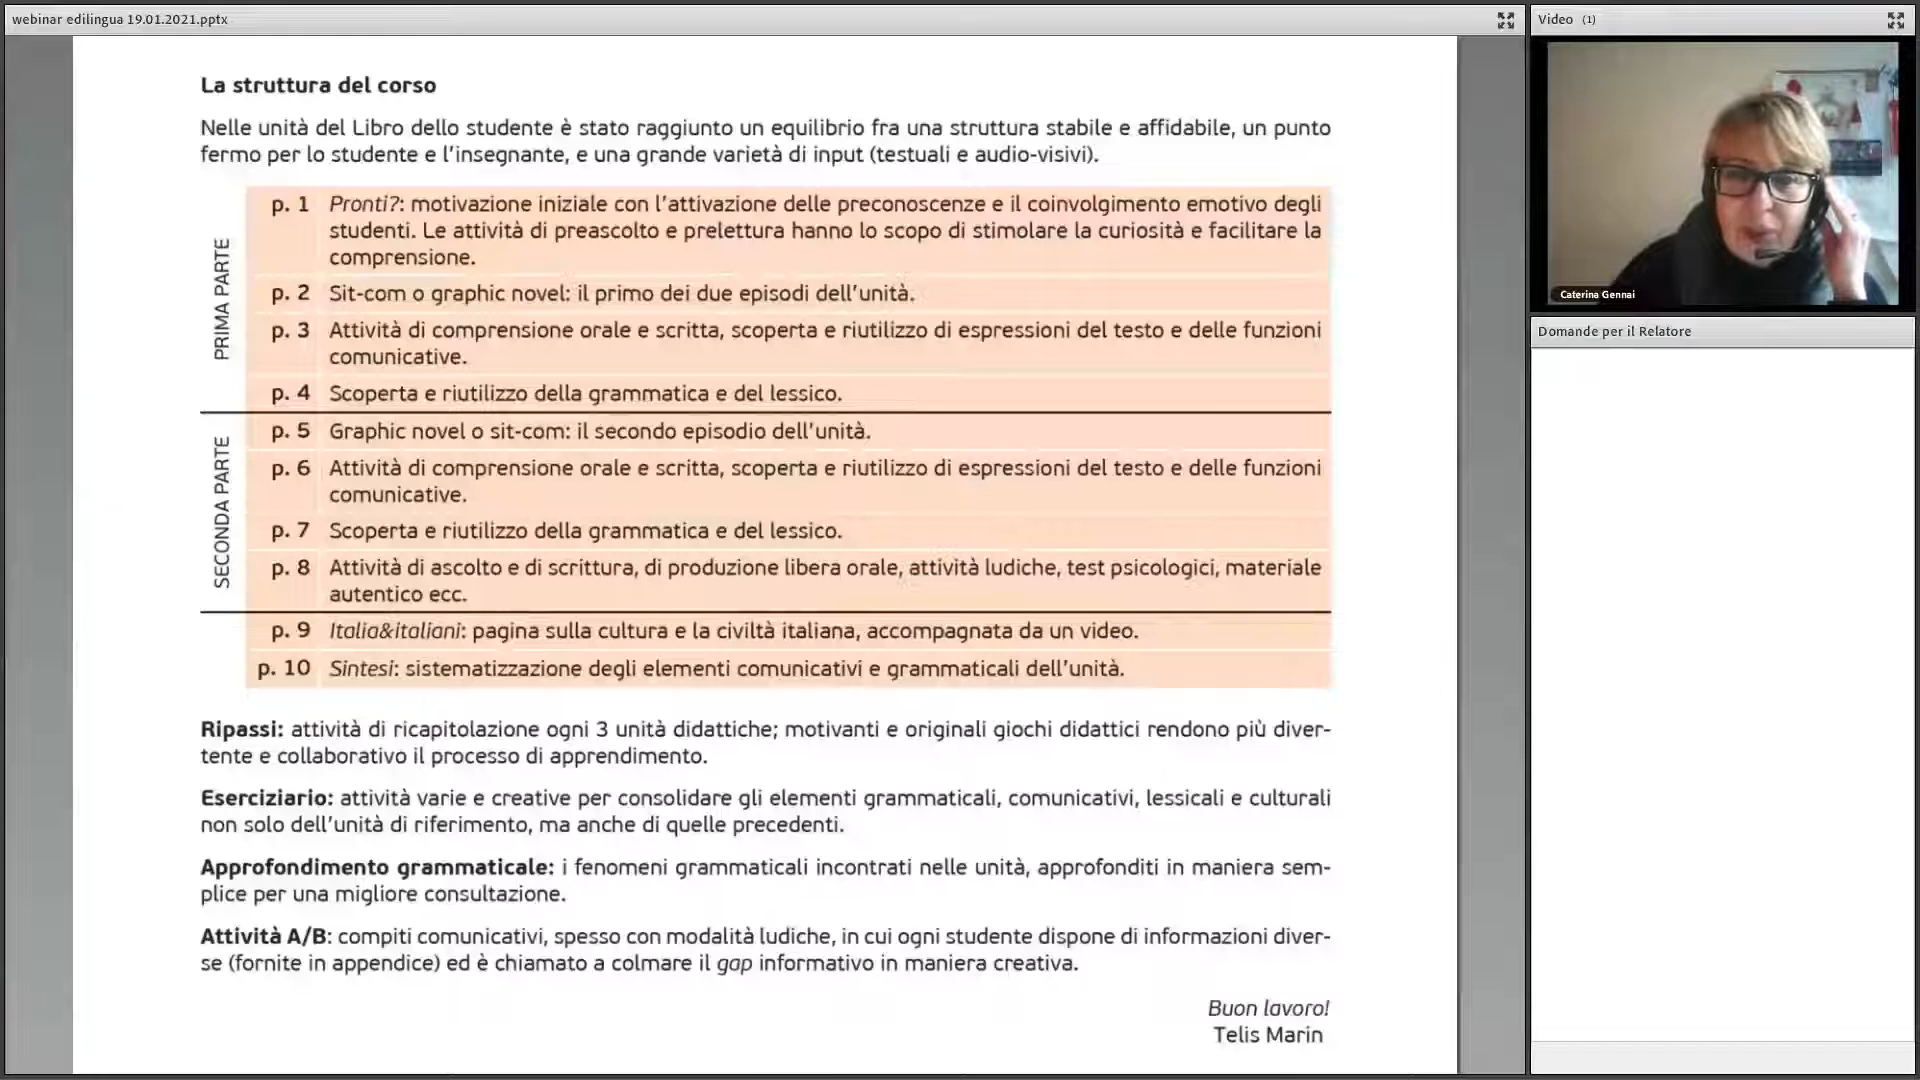 webinar edilingua 19.01.2021.pptx
La struttura del corso
Nelle unità del Libro dello studente è stato raggiunto un equilibrio fra una struttura stabile e affidabile, un punto
fermo per lo studente e l'insegnante, e una grande varietà di input (testuali e audio-visivi).
PRIMA PARTE
p. 1 Pronti?: motivazione iniziale con l'attivazione delle preconoscenze e il coinvolgimento emotivo degli
studenti. Le attività di preascolto e prelettura hanno lo scopo di stimolare la curiosità e facilitare la
comprensione.
p. 2 Sit-com o graphic novel: il primo dei due episodi dell'unità.
p. 3 Attività di comprensione orale e scritta, scoperta e riutilizzo di espressioni del testo e delle funzioni
comunicative.
p. 4 Scoperta e riutilizzo della grammatica e del lessico.
SECONDA PARTE
p. 5 Graphic novel o sit-com: il secondo episodio dell'unità.
p. 6 Attività di comprensione orale e scritta, scoperta e riutilizzo di espressioni del testo e delle funzioni
comunicative.
p. 7 Scoperta e riutilizzo della grammatica e del lessico.
p. 8 Attività di ascolto e di scrittura, di produzione libera orale, attività ludiche, test psicologici, materiale
autentico ecc.
p. 9 Italia&italiani: pagina sulla cultura e la civiltà italiana, accompagnata da un video.
p. 10 Sintesi: sistematizzazione degli elementi comunicativi e grammaticali dell'unità.
Ripassi: attività di ricapitolazione ogni 3 unità didattiche; motivanti e originali giochi didattici rendono più diver-
tente e collaborativo il processo di apprendimento.
Eserciziario: attività varie e creative per consolidare gli elementi grammaticali, comunicativi, lessicali e culturali
non solo dell'unità di riferimento, ma anche di quelle precedenti.
Approfondimento grammaticale: i fenomeni grammaticali incontrati nelle unità, approfonditi in maniera sem-
plice per una migliore consultazione.
Attività A/B: compiti comunicativi, spesso con modalità ludiche, in cui ogni studente dispone di informazioni diver-
se (fornite in appendice) ed è chiamato a colmare il gap informativo in maniera creativa.
Buon lavoro!
Telis Marin
Video (1)
Caterina Gennai
Domande per il Relatore